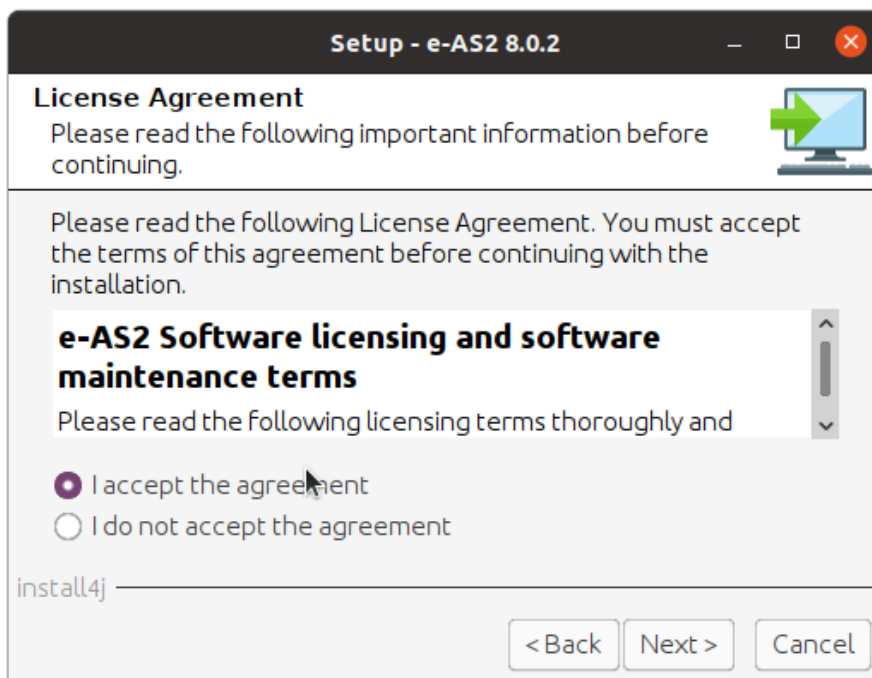 Setup - e-AS2 8.0.2
License Agreement
Please read the following important information before
continuing.
Please read the following License Agreement. You must accept
the terms of this agreement before continuing with the
installation.
e-AS2 Software licensing and software
maintenance terms
Please read the following licensing terms thoroughly and
I accept the agreement
I do not accept the agreement
install4j
< Back Next > Cancel